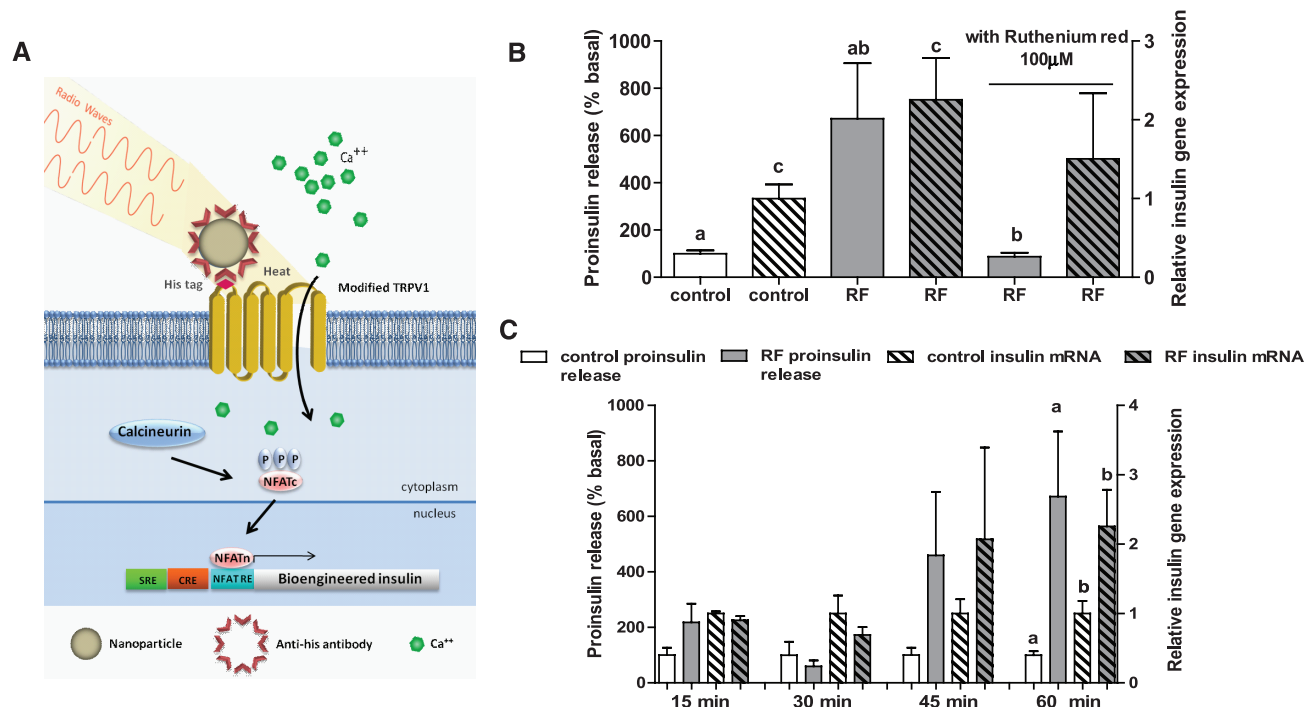 A
Radio Waves
Ca++
His tag
Heat
Modified TRPV1
Calcineurin
P P P
NFATc
cytoplasm
nucleus
NFATn
SRE CRE NFAT RE Bioengineered insulin
Nanoparticle Anti-his antibody Ca++
B
Proinsulin release (% basal)
1000
800
600
400
200
0
a c ab c b
with Ruthenium red
100µM
control control RF RF RF RF
3
2
1
0
Relative insulin gene expression
C
control proinsulin release
RF proinsulin release
control insulin mRNA
RF insulin mRNA
Proinsulin release (% basal)
1000
800
600
400
200
0
a a b b
15 min 30 min 45 min 60 min
4
3
2
1
0
Relative insulin gene expression